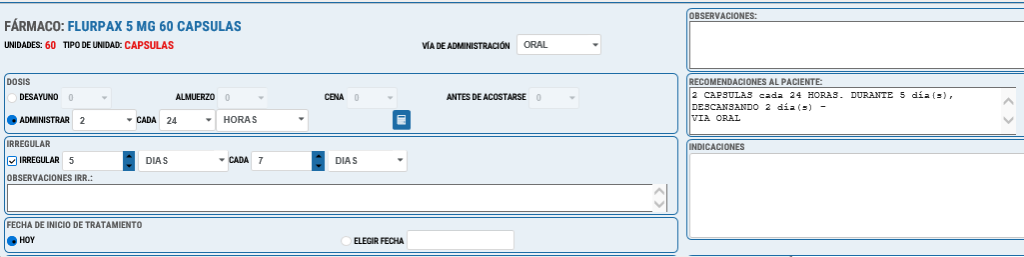 FÁRMACO: FLURPAX 5 MG 60 CAPSULAS
UNIDADES: 60 TIPO DE UNIDAD: CAPSULAS
VÍA DE ADMINISTRACIÓN ORAL
DOSIS
DESAYUNO 0 ALMUERZO 0 CENA 0 ANTES DE ACOSTARSE 0
ADMINISTRAR 2 CADA 24 HORAS
IRREGULAR
IRREGULAR 5 DIAS CADA 7 DIAS
OBSERVACIONES IRR.:
FECHA DE INICIO DE TRATAMIENTO
HOY ELEGIR FECHA
OBSERVACIONES:
RECOMENDACIONES AL PACIENTE:
2 CAPSULAS cada 24 HORAS. DURANTE 5 día(s),
DESCANSANDO 2 día(s) -
VIA ORAL
INDICACIONES